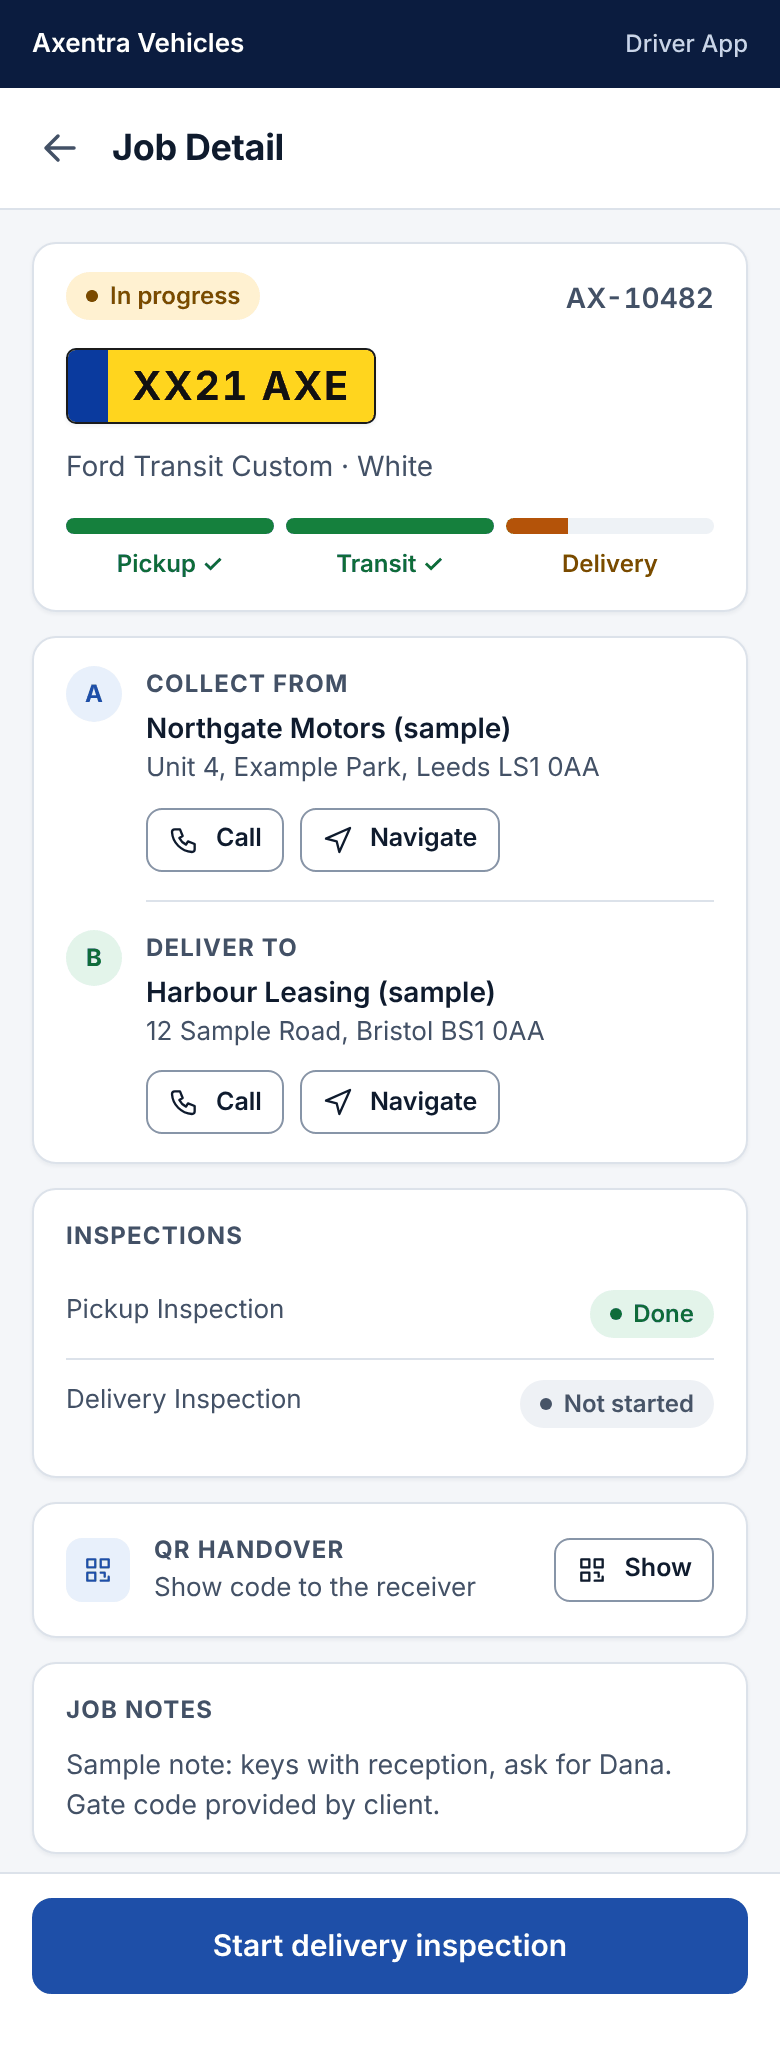 Axentra Vehicles Driver App
Job Detail
In progress AX-10482
XX21 AXE
Ford Transit Custom · White
Pickup ✓ Transit ✓ Delivery
A COLLECT FROM
Northgate Motors (sample)
Unit 4, Example Park, Leeds LS1 0AA
Call Navigate
B DELIVER TO
Harbour Leasing (sample)
12 Sample Road, Bristol BS1 0AA
Call Navigate
INSPECTIONS
Pickup Inspection Done
Delivery Inspection Not started
QR HANDOVER
Show code to the receiver
Show
JOB NOTES
Sample note: keys with reception, ask for Dana.
Gate code provided by client.
Start delivery inspection